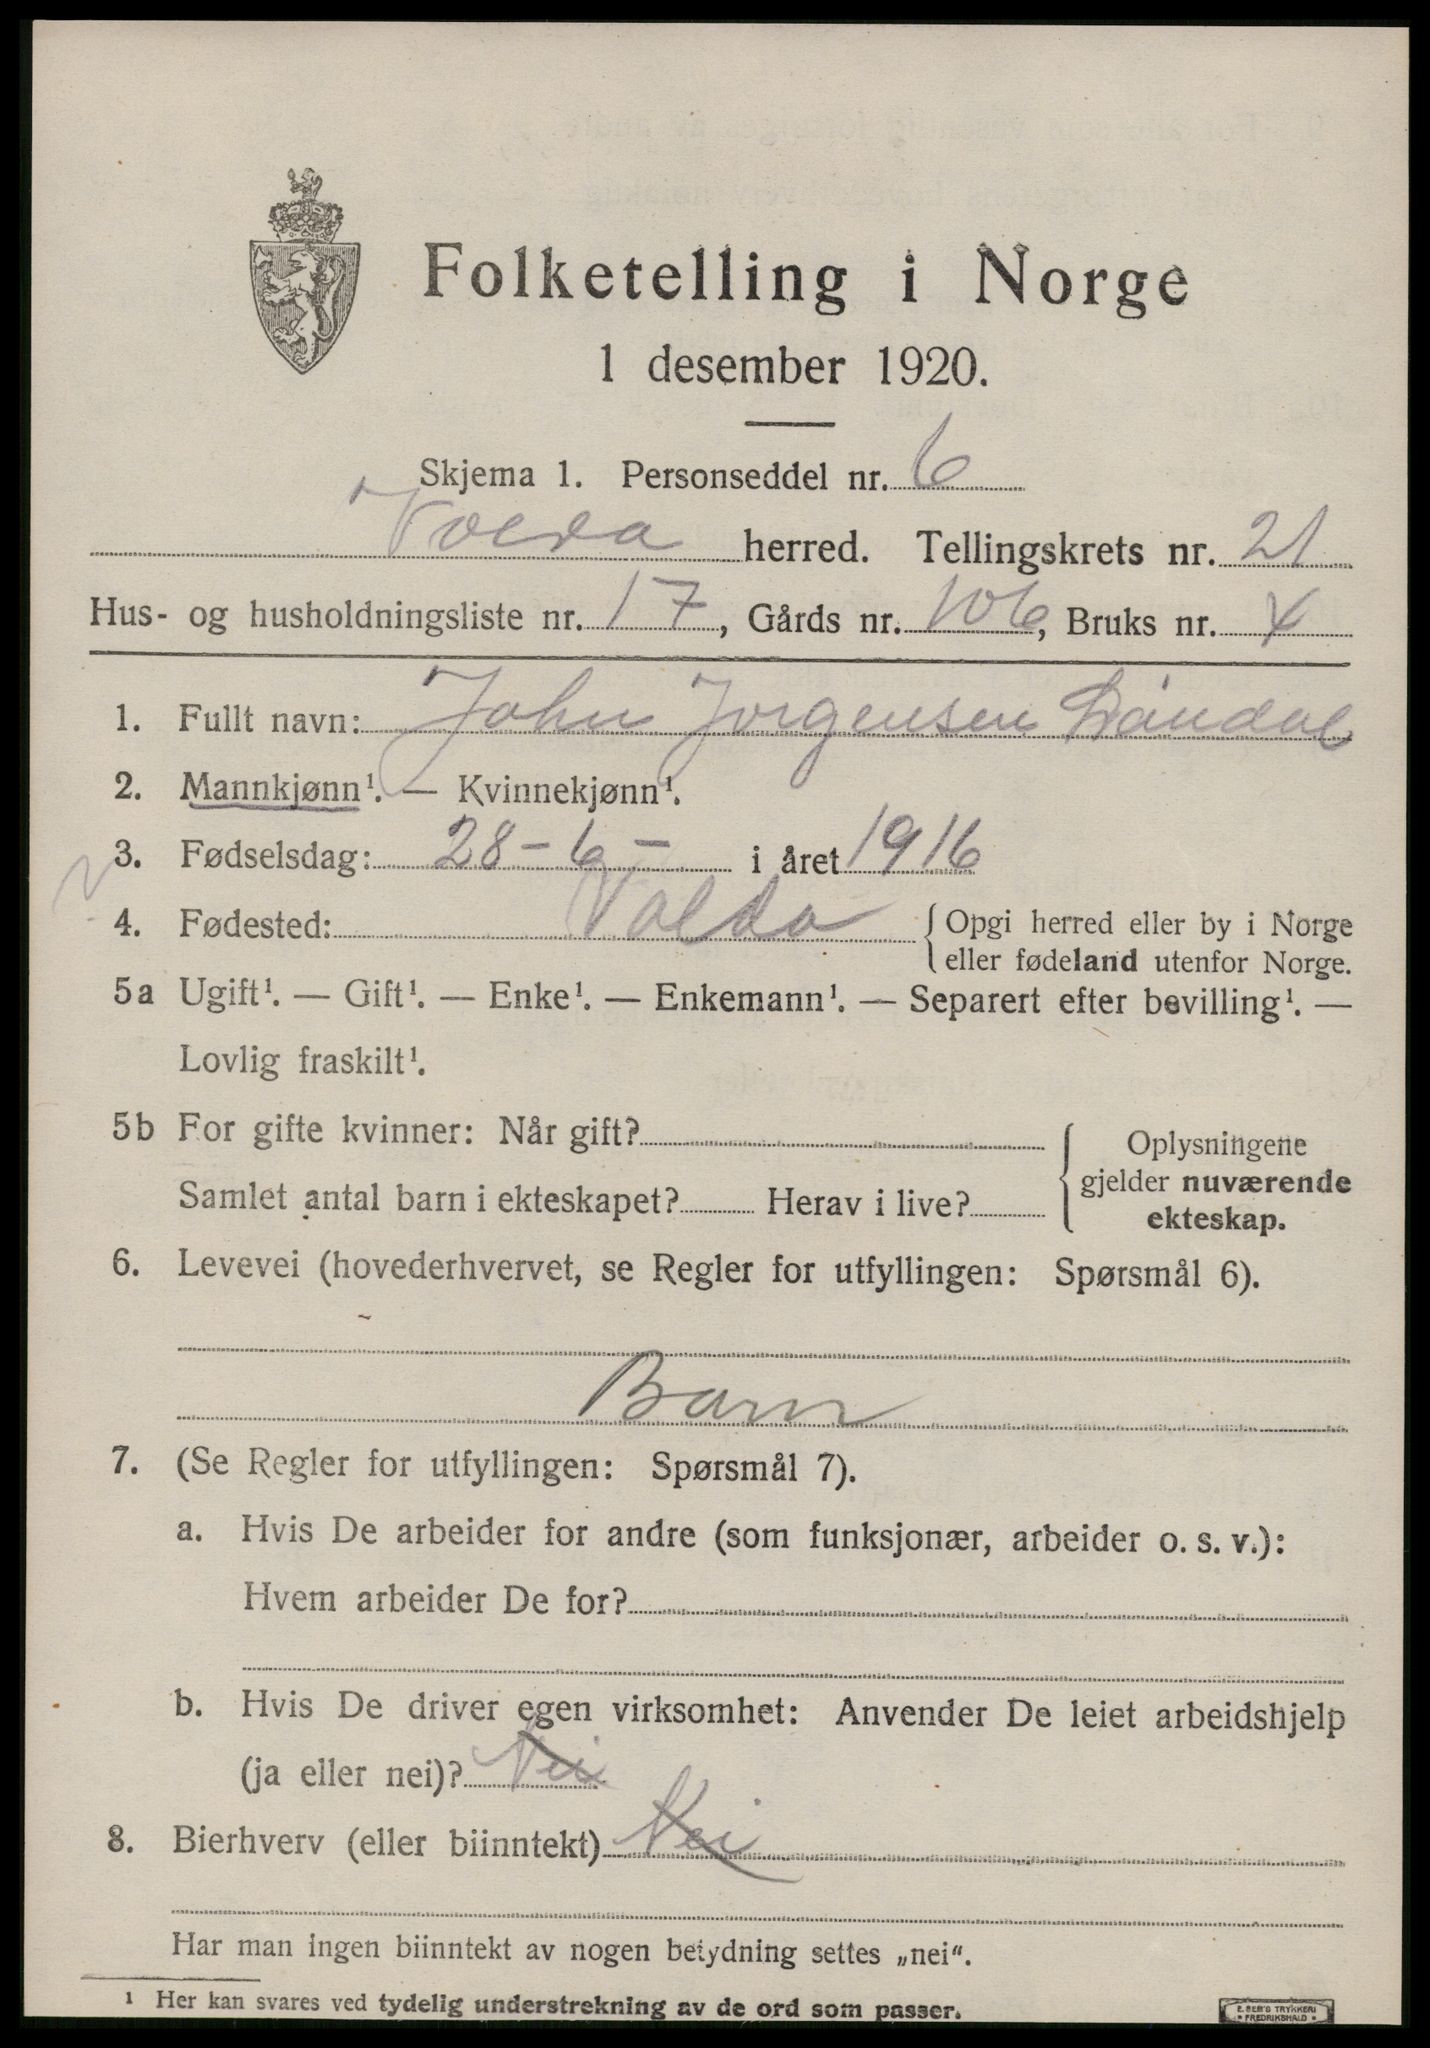 Folketelling i Norge
1 desember 1920.
Skjema 1. Personseddel nr. 6
Volda herred. Tellingskrets nr. 21
Hus- og husholdningsliste nr. 17, Gårds nr. 106, Bruks nr. 4
1. Fullt navn: John Jorgensen
2. Mannkjønn¹. — Kvinnekjønn¹.
3. Fødselsdag: 28 - 6 - i året 1916
4. Fødested: Volda { Opgi herred eller by i Norge
eller fødeland utenfor Norge.
5a Ugift¹. — Gift¹. — Enke¹. — Enkemann¹. — Separert efter bevilling¹. —
Lovlig fraskilt¹.
5b For gifte kvinner: Når gift? { Oplysningene
gjelder nuværende
ekteskap.
Samlet antal barn i ekteskapet? Herav i live?
6. Levevei (hovederhvervet, se Regler for utfyllingen: Spørsmål 6).
Barn
7. (Se Regler for utfyllingen: Spørsmål 7).
a. Hvis De arbeider for andre (som funksjonær, arbeider o. s. v.):
Hvem arbeider De for?
b. Hvis De driver egen virksomhet: Anvender De leiet arbeidshjelp
(ja eller nei)? Nei
8. Bierhverv (eller biinntekt) Nei
Har man ingen biinntekt av nogen betydning settes „nei“.
¹ Her kan svares ved tydelig understrekning av de ord som passer.
E. SEM'S TRYKKERI
• FREDRIKSHALD •